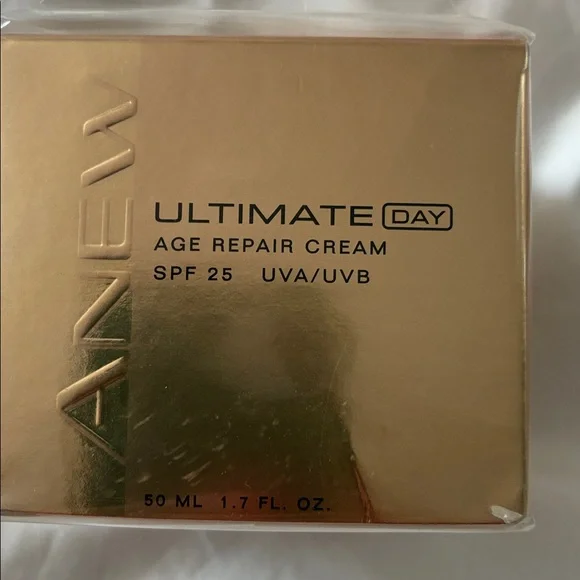 ANEW
ULTIMATE DAY
AGE REPAIR CREAM
SPF 25 UVA/UVB
50 ML 1.7 FL. OZ.